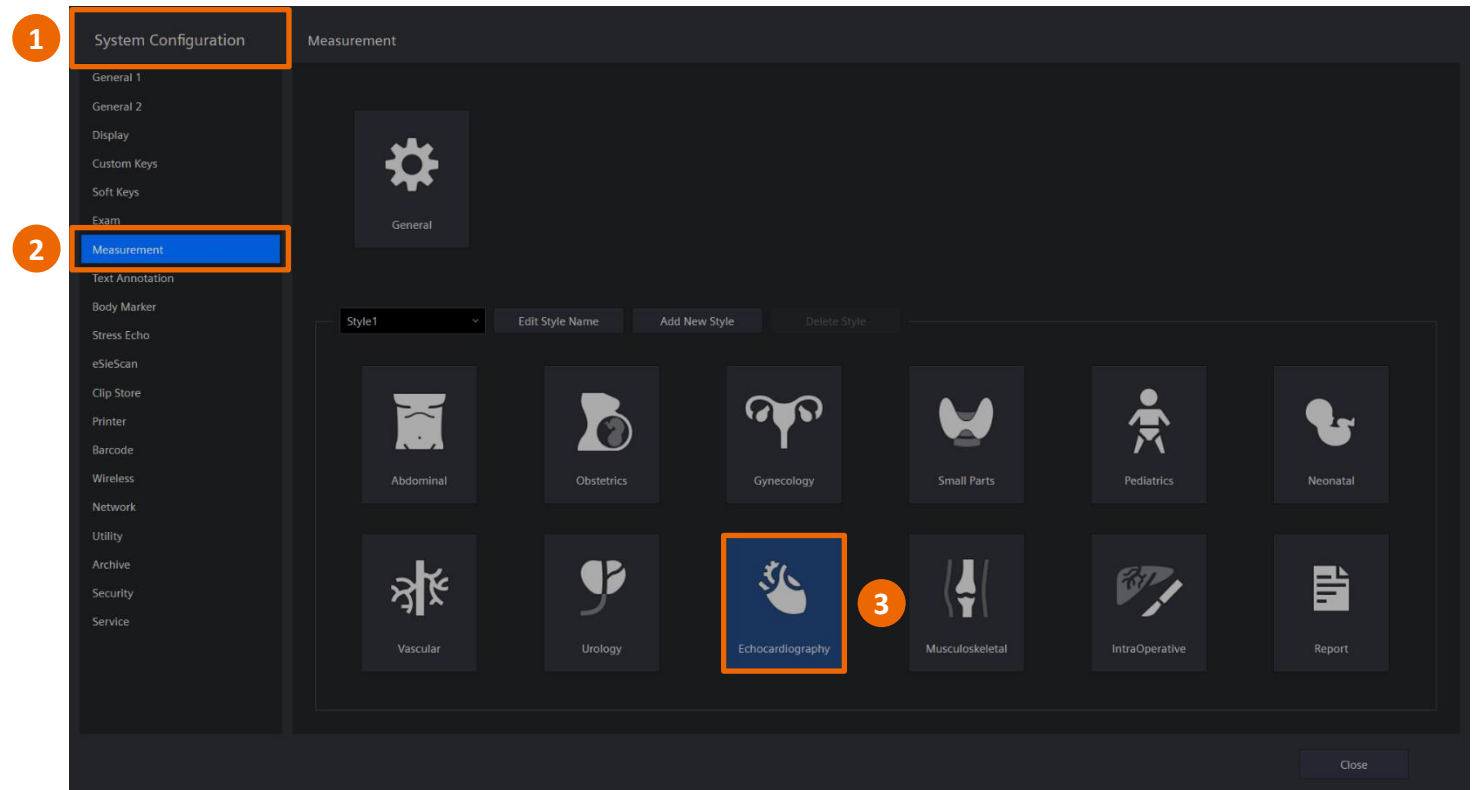 1
System Configuration
Measurement
General 1
General 2
Display
Custom Keys
Soft Keys
Exam
2
Measurement
Text Annotation
Body Marker
Stress Echo
eSieScan
Clip Store
Printer
Barcode
Wireless
Network
Utility
Archive
Security
Service
General
Style1 Edit Style Name Add New Style Delete Style
Abdominal Obstetrics Gynecology Small Parts Pediatrics Neonatal
3
Vascular Urology Echocardiography Musculoskeletal IntraOperative Report
Close